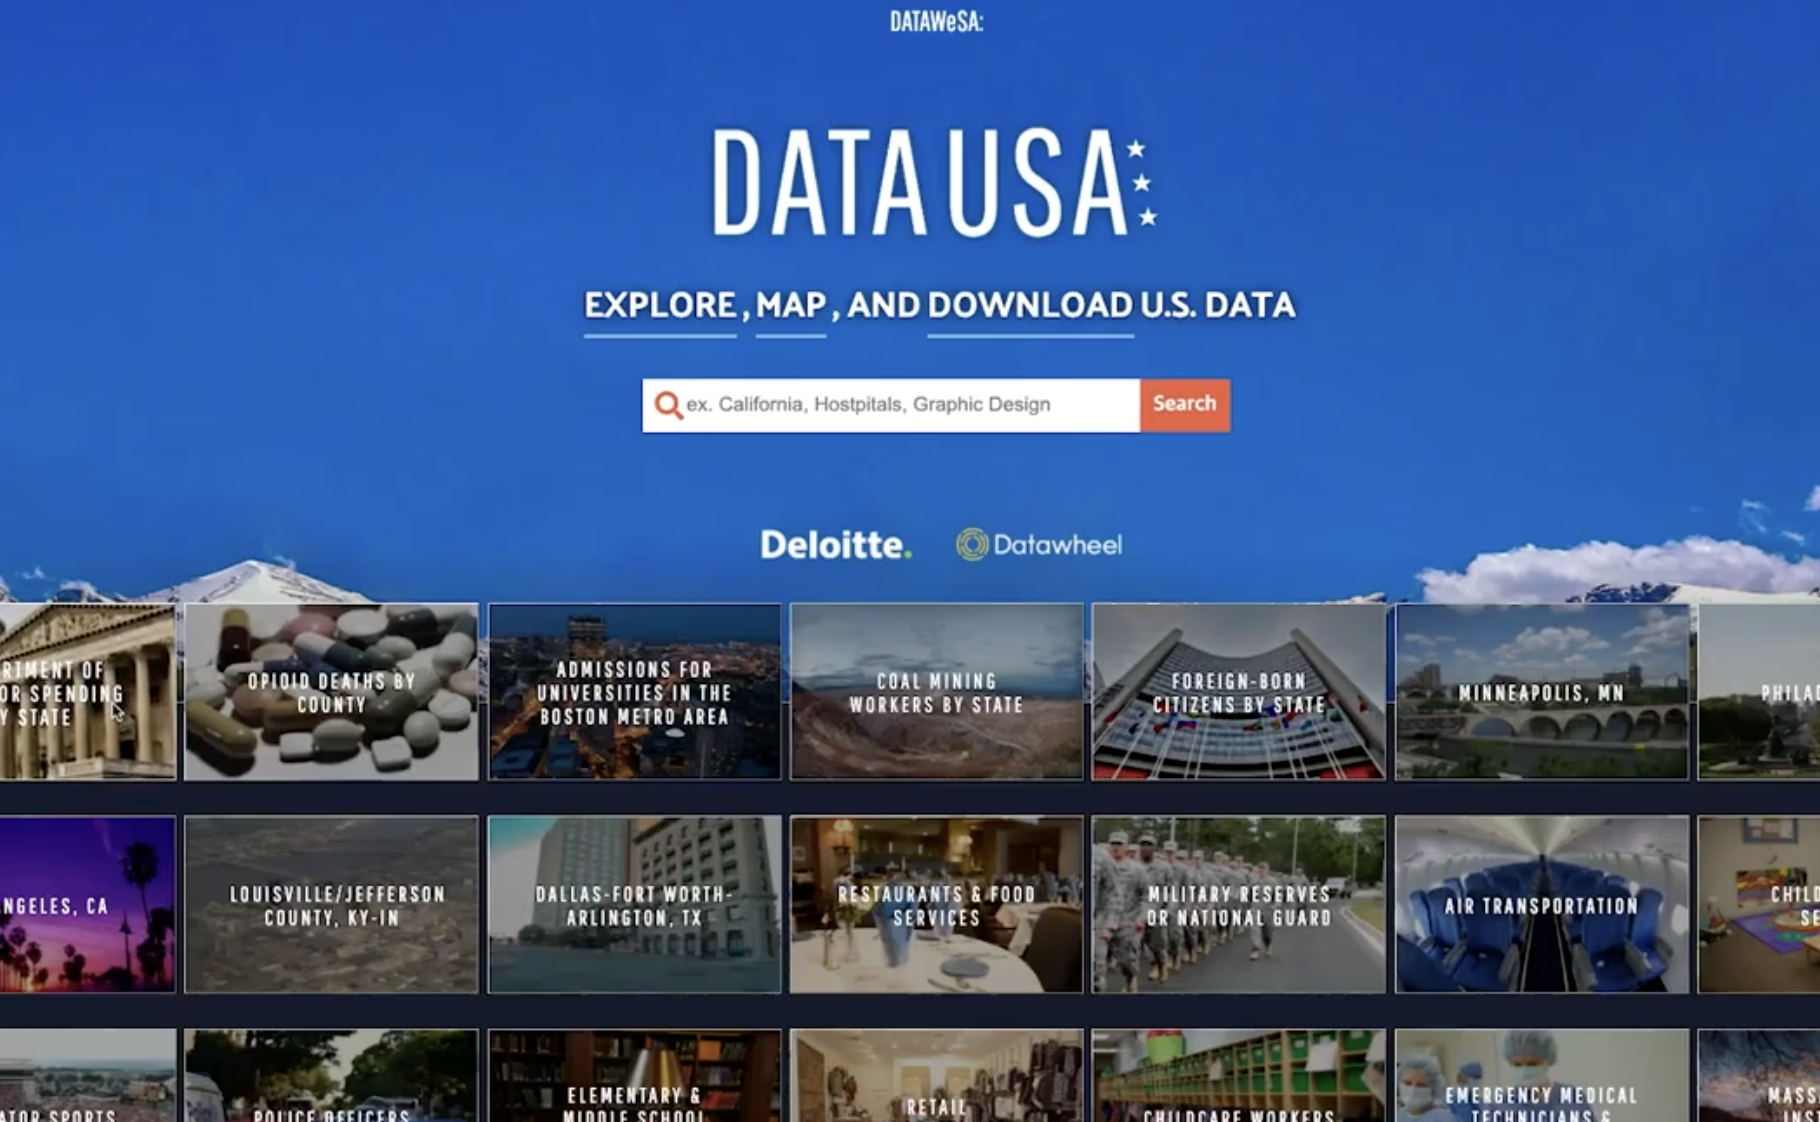 DATAWeSA:
DATA USA:
EXPLORE, MAP, AND DOWNLOAD U.S. DATA
ex. California, Hostpitals, Graphic Design
Search
Deloitte.
Datawheel
RTMENT OF
OR SPENDING
Y STATE
OPIOID DEATHS BY
COUNTY
ADMISSIONS FOR
UNIVERSITIES IN THE
BOSTON METRO AREA
COAL MINING
WORKERS BY STATE
FOREIGN-BORN
CITIZENS BY STATE
MINNEAPOLIS, MN
PHILA
NGELES, CA
LOUISVILLE/JEFFERSON
COUNTY, KY-IN
DALLAS-FORT WORTH-
ARLINGTON, TX
RESTAURANTS & FOOD
SERVICES
MILITARY RESERVES
OR NATIONAL GUARD
AIR TRANSPORTATION
CHILD
SE
ATOR SPORTS
POLICE OFFICERS
ELEMENTARY &
MIDDLE SCHOOL
RETAIL
CHILDCARE WORKERS
EMERGENCY MEDICAL
TECHNICIANS &
MASS
INST